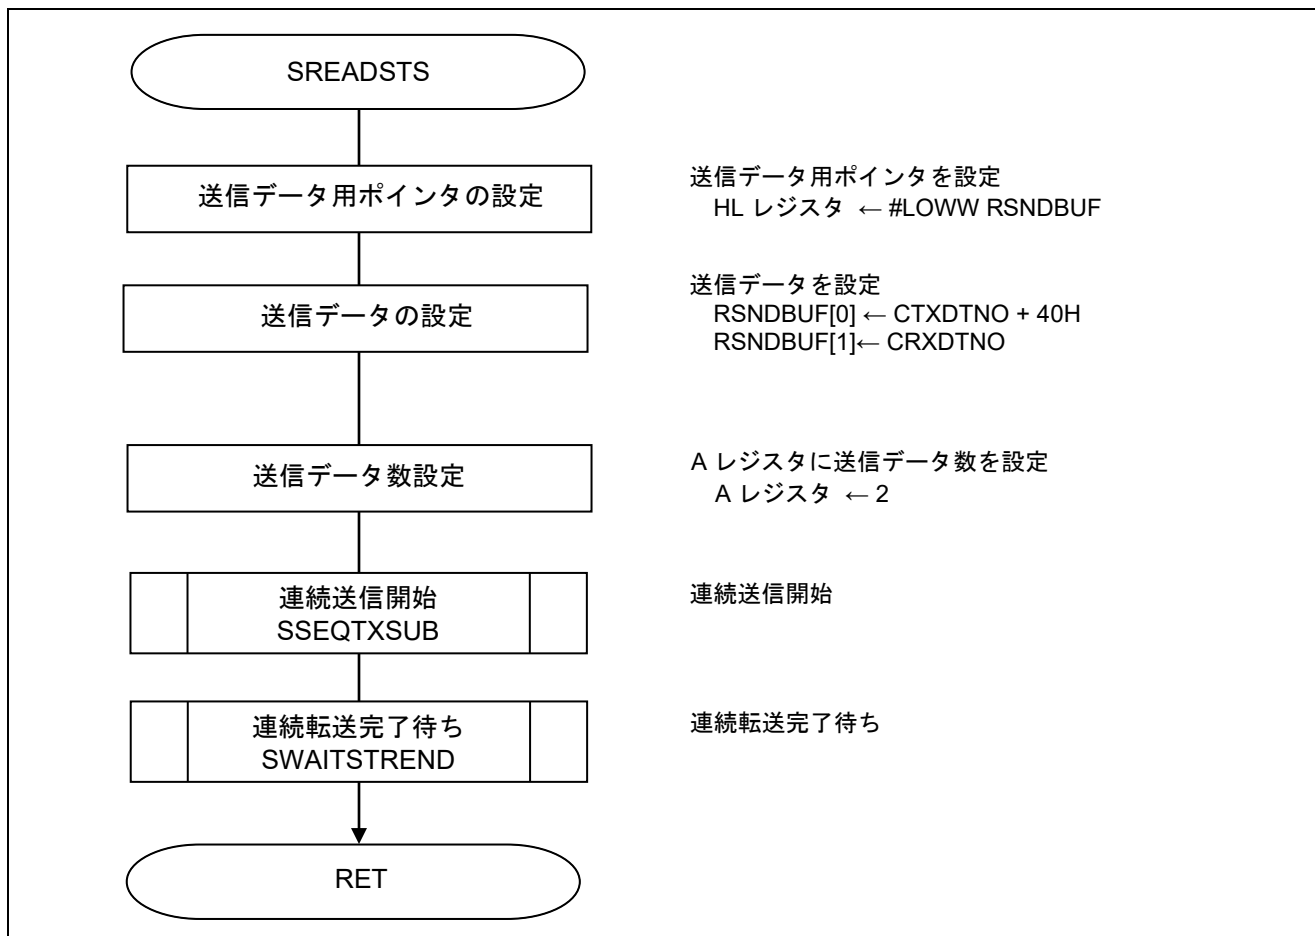 SREADSTS
送信データ用ポインタの設定
送信データ用ポインタを設定
HL レジスタ ← #LOWW RSNDBUF
送信データの設定
送信データを設定
RSNDBUF[0] ← CTXDTNO + 40H
RSNDBUF[1]← CRXDTNO
送信データ数設定
A レジスタに送信データ数を設定
A レジスタ ← 2
連続送信開始
SSEQTXSUB
連続送信開始
連続転送完了待ち
SWAITSTREND
連続転送完了待ち
RET